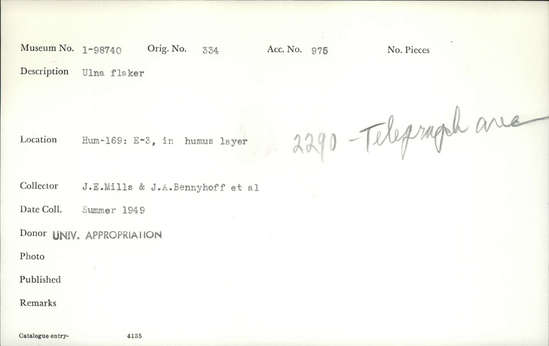 Museum No. 1-98740 Orig. No. 334 Acc. No. 975 No. Pieces
Description Ulna flaker
Location Hum-169: E-3, in humus layer 2290 - Telegraph area
Collector J.E.Mills & J.A.Bennyhoff et al
Date Coll. Summer 1949
Donor UNIV. APPROPRIATION
Photo
Published
Remarks
Catalogue entry- 4135